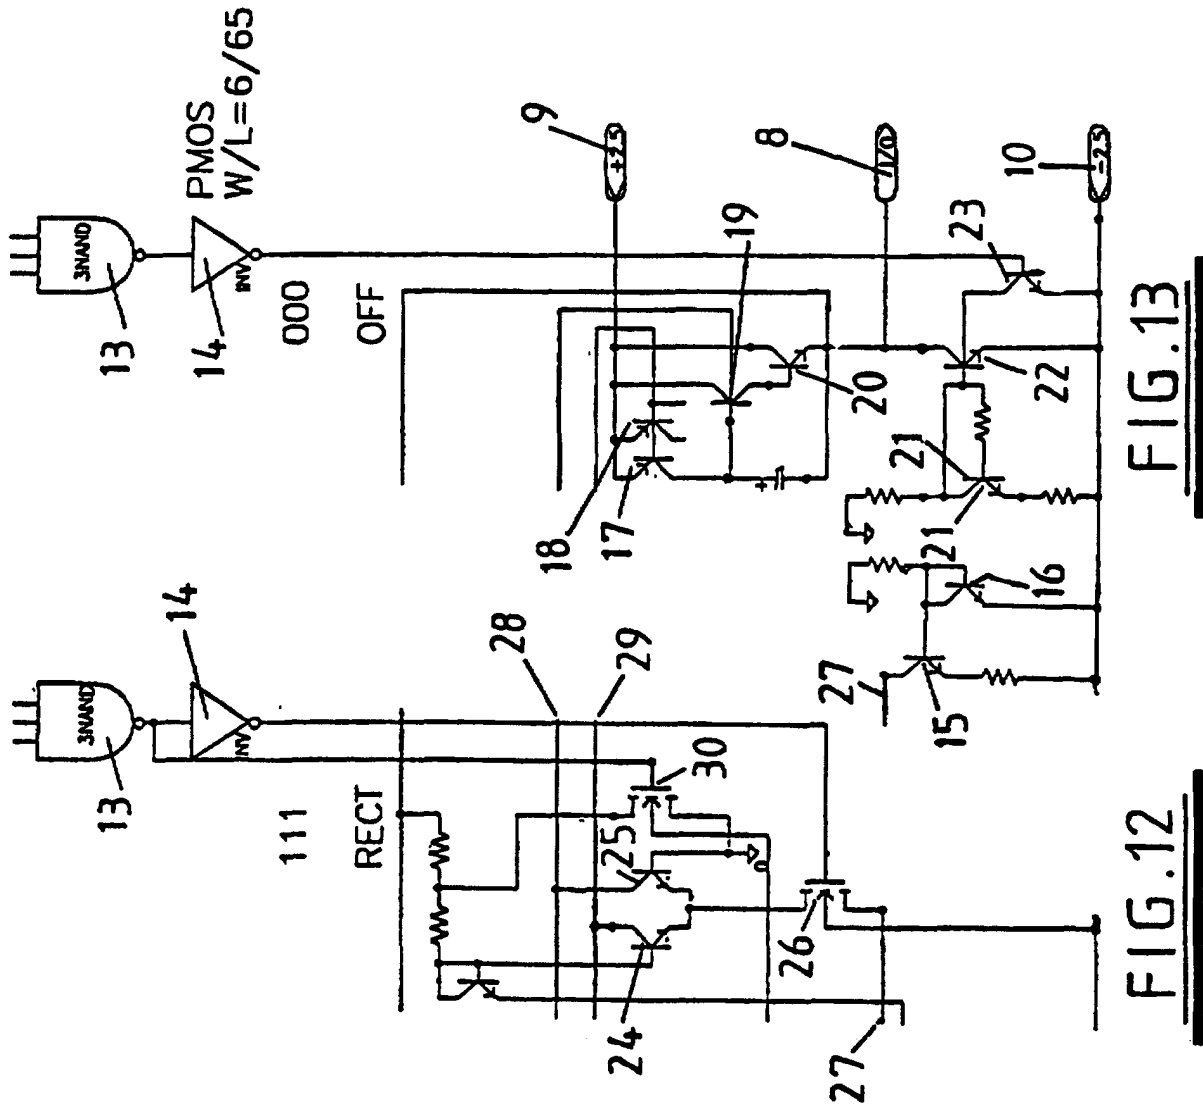 3NAND
13
14
INV
PMOS
W/L=6/65
000
OFF
9
+2.5
8
I/O
10
-2.5
18
17
19
20
21
21
22
23
15
16
27
FIG.13
3NAND
13
14
INV
111
RECT
28
29
30
25
24
26
27
0
FIG.12